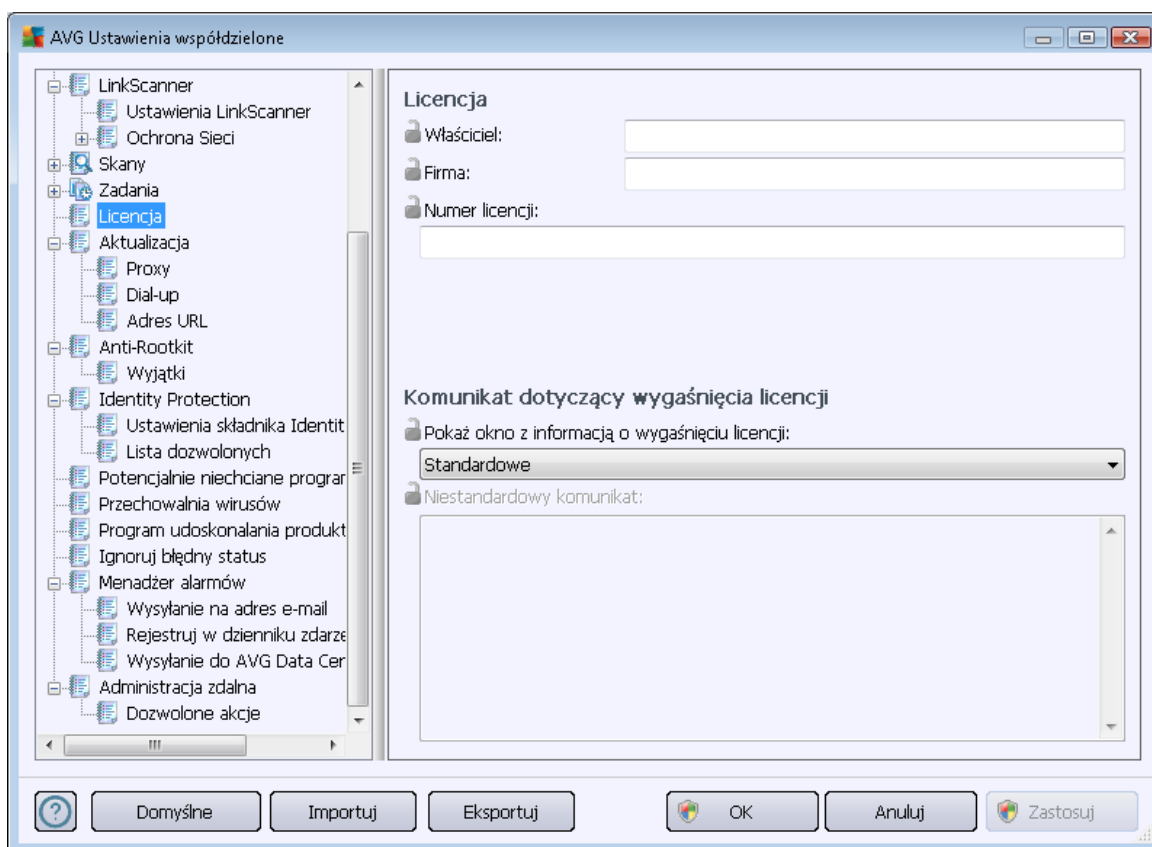 AVG Ustawienia współdzielone
LinkScanner
Ustawienia LinkScanner
Ochrona Sieci
Skany
Zadania
Licencja
Aktualizacja
Proxy
Dial-up
Adres URL
Anti-Rootkit
Wyjątki
Identity Protection
Ustawienia składnika Identit
Lista dozwolonych
Potencjalnie niechciane prograr
Przechowalnia wirusów
Program udoskonalania produkt
Ignoruj błędny status
Menadżer alarmów
Wysyłanie na adres e-mail
Rejestruj w dzienniku zdarze
Wysyłanie do AVG Data Cer
Administracja zdalna
Dozwolone akcje
Licencja
Właściciel:
Firma:
Numer licencji:
Komunikat dotyczący wygaśnięcia licencji
Pokaż okno z informacją o wygaśnięciu licencji:
Standardowe
Niestandardowy komunikat:
Domyślne
Importuj
Eksportuj
OK
Anuluj
Zastosuj